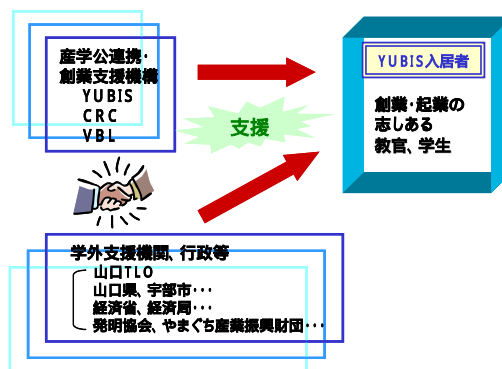 産学公連携・
創業支援機構
YUBIS
CRC
VBL
支援
YUBIS入居者
創業・起業の
志しある
教官、学生
学外支援機関、行政等
山口TLO
山口県、宇部市・・・
経済省、経済局・・・
発明協会、やまぐち産業振興財団・・・